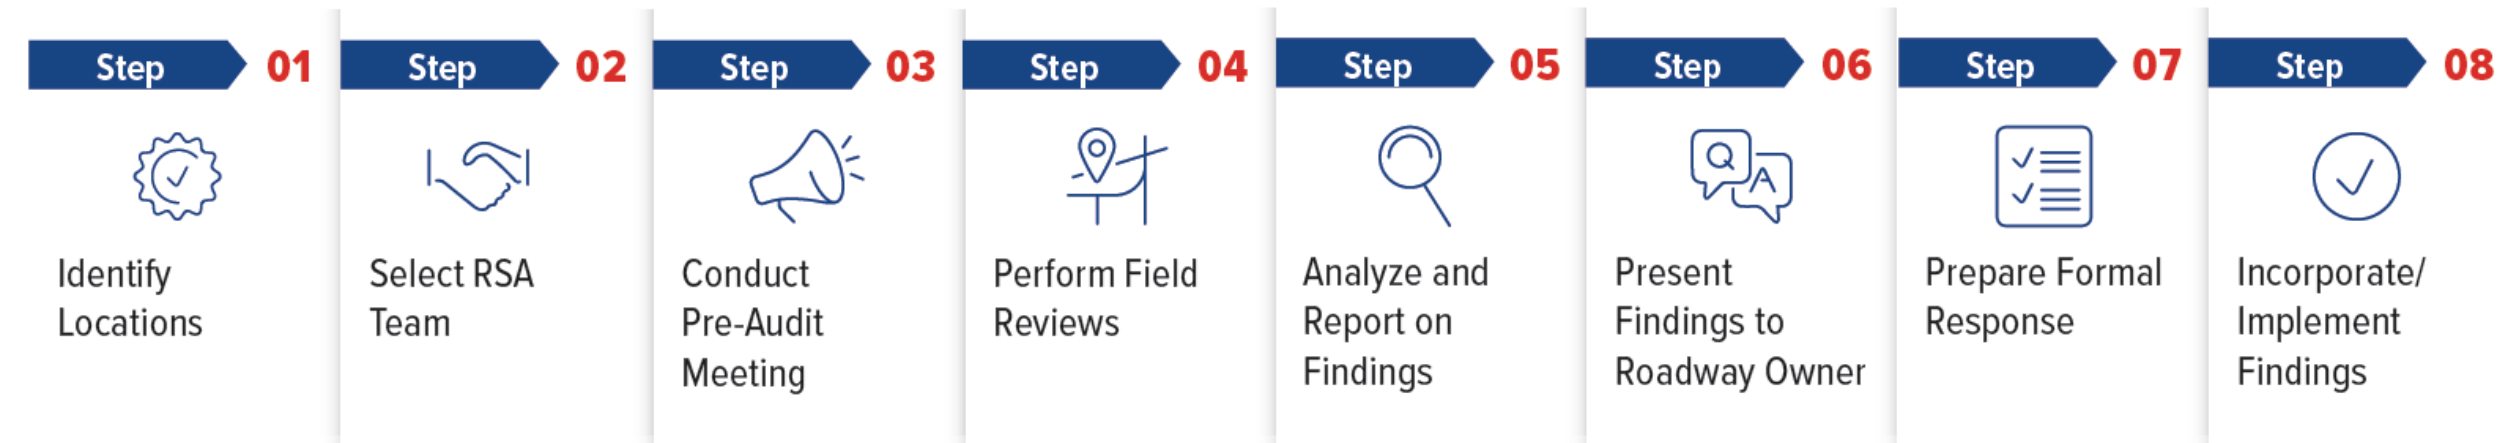 Step 01
Identify
Locations
Step 02
Select RSA
Team
Step 03
Conduct
Pre-Audit
Meeting
Step 04
Perform Field
Reviews
Step 05
Analyze and
Report on
Findings
Step 06
Q
A
Present
Findings to
Roadway Owner
Step 07
Prepare Formal
Response
Step 08
Incorporate/
Implement
Findings